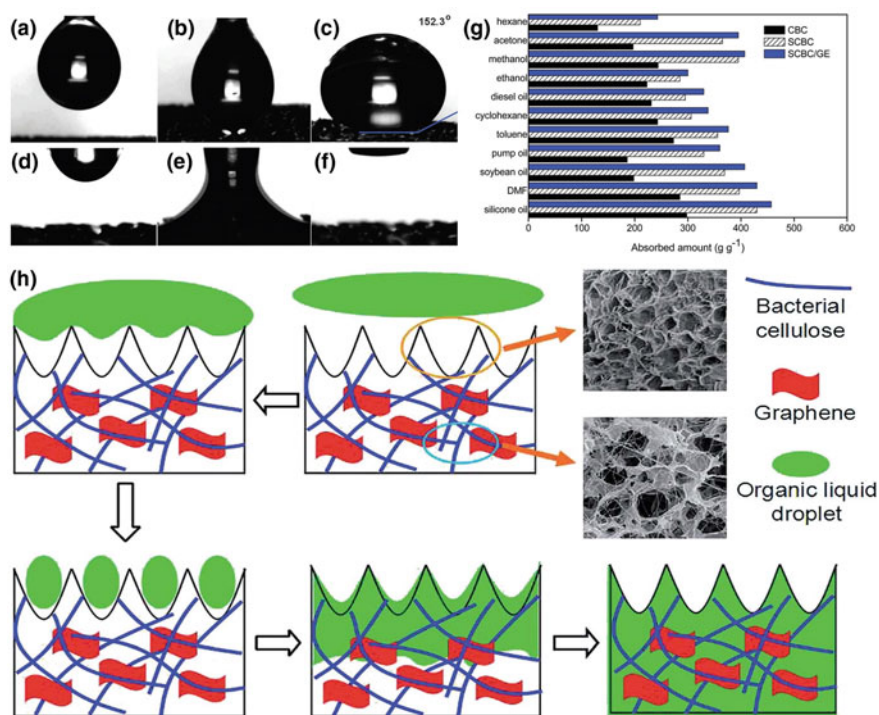 (a)
(b)
(c)
152.3°
(d)
(e)
(f)
(g)
hexane
acetone
methanol
ethanol
diesel oil
cyclohexane
toluene
pump oil
soybean oil
DMF
silicone oil
CBC
SCBC
SCBC/GE
0 100 200 300 400 500 600
Absorbed amount (g g⁻¹)
(h)
Bacterial
cellulose
Graphene
Organic liquid
droplet